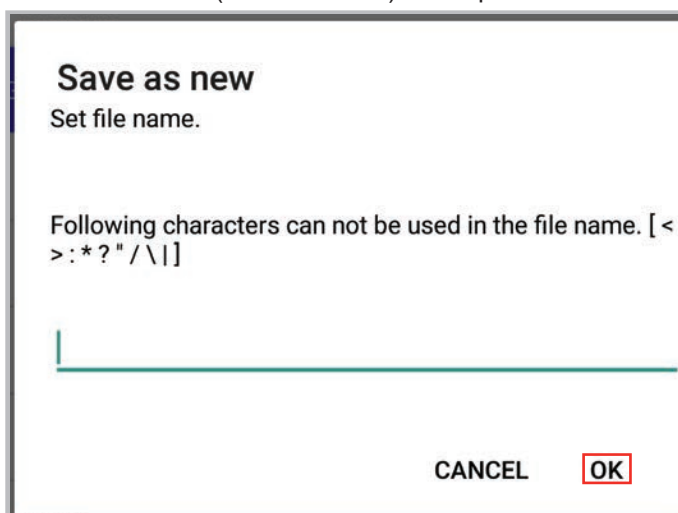 Save as new
Set file name.
Following characters can not be used in the file name. [ <
> : * ? " / \ | ]
CANCEL OK